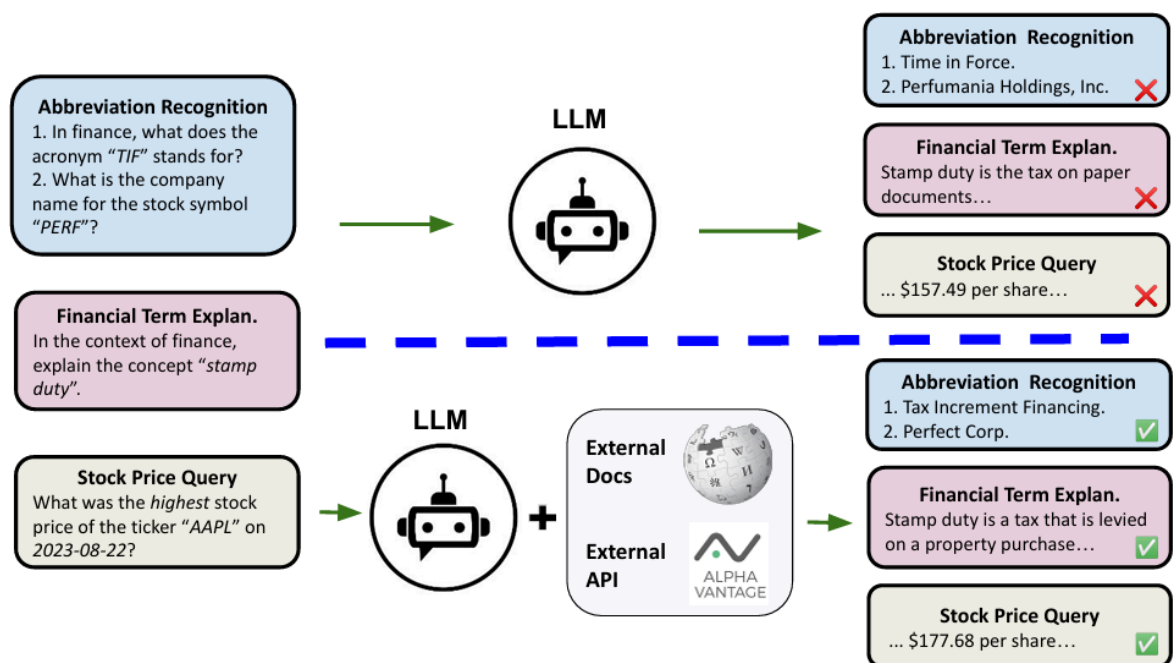 Abbreviation Recognition
1. In finance, what does the
acronym “TIF” stands for?
2. What is the company
name for the stock symbol
“PERF”?
Financial Term Explan.
In the context of finance,
explain the concept “stamp
duty”.
Stock Price Query
What was the highest stock
price of the ticker “AAPL” on
2023-08-22?
LLM
Abbreviation Recognition
1. Time in Force.
2. Perfumania Holdings, Inc.
Financial Term Explan.
Stamp duty is the tax on paper
documents…
Stock Price Query
... $157.49 per share…
LLM
+
External
Docs
External
API
ALPHA
VANTAGE
Abbreviation Recognition
1. Tax Increment Financing.
2. Perfect Corp.
Financial Term Explan.
Stamp duty is a tax that is levied
on a property purchase…
Stock Price Query
... $177.68 per share…